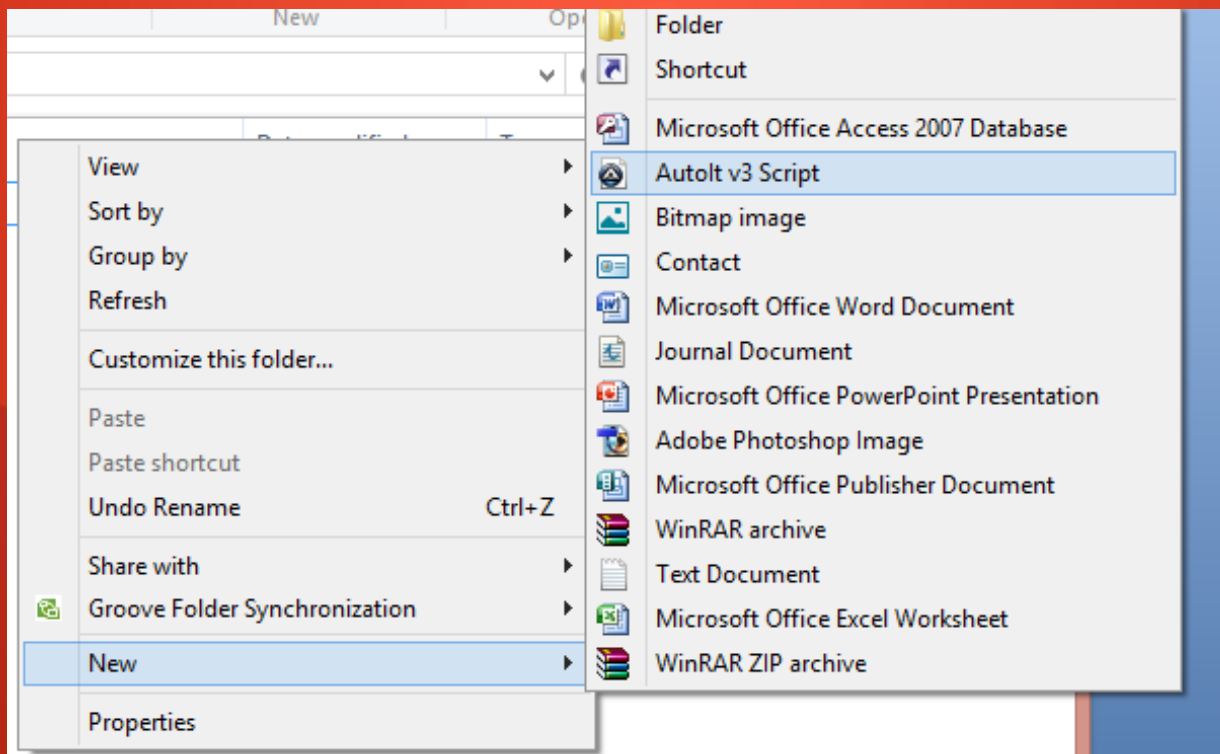 New
View
Sort by
Group by
Refresh
Customize this folder...
Paste
Paste shortcut
Undo Rename Ctrl+Z
Share with
Groove Folder Synchronization
New
Properties
Folder
Shortcut
Microsoft Office Access 2007 Database
AutoIt v3 Script
Bitmap image
Contact
Microsoft Office Word Document
Journal Document
Microsoft Office PowerPoint Presentation
Adobe Photoshop Image
Microsoft Office Publisher Document
WinRAR archive
Text Document
Microsoft Office Excel Worksheet
WinRAR ZIP archive